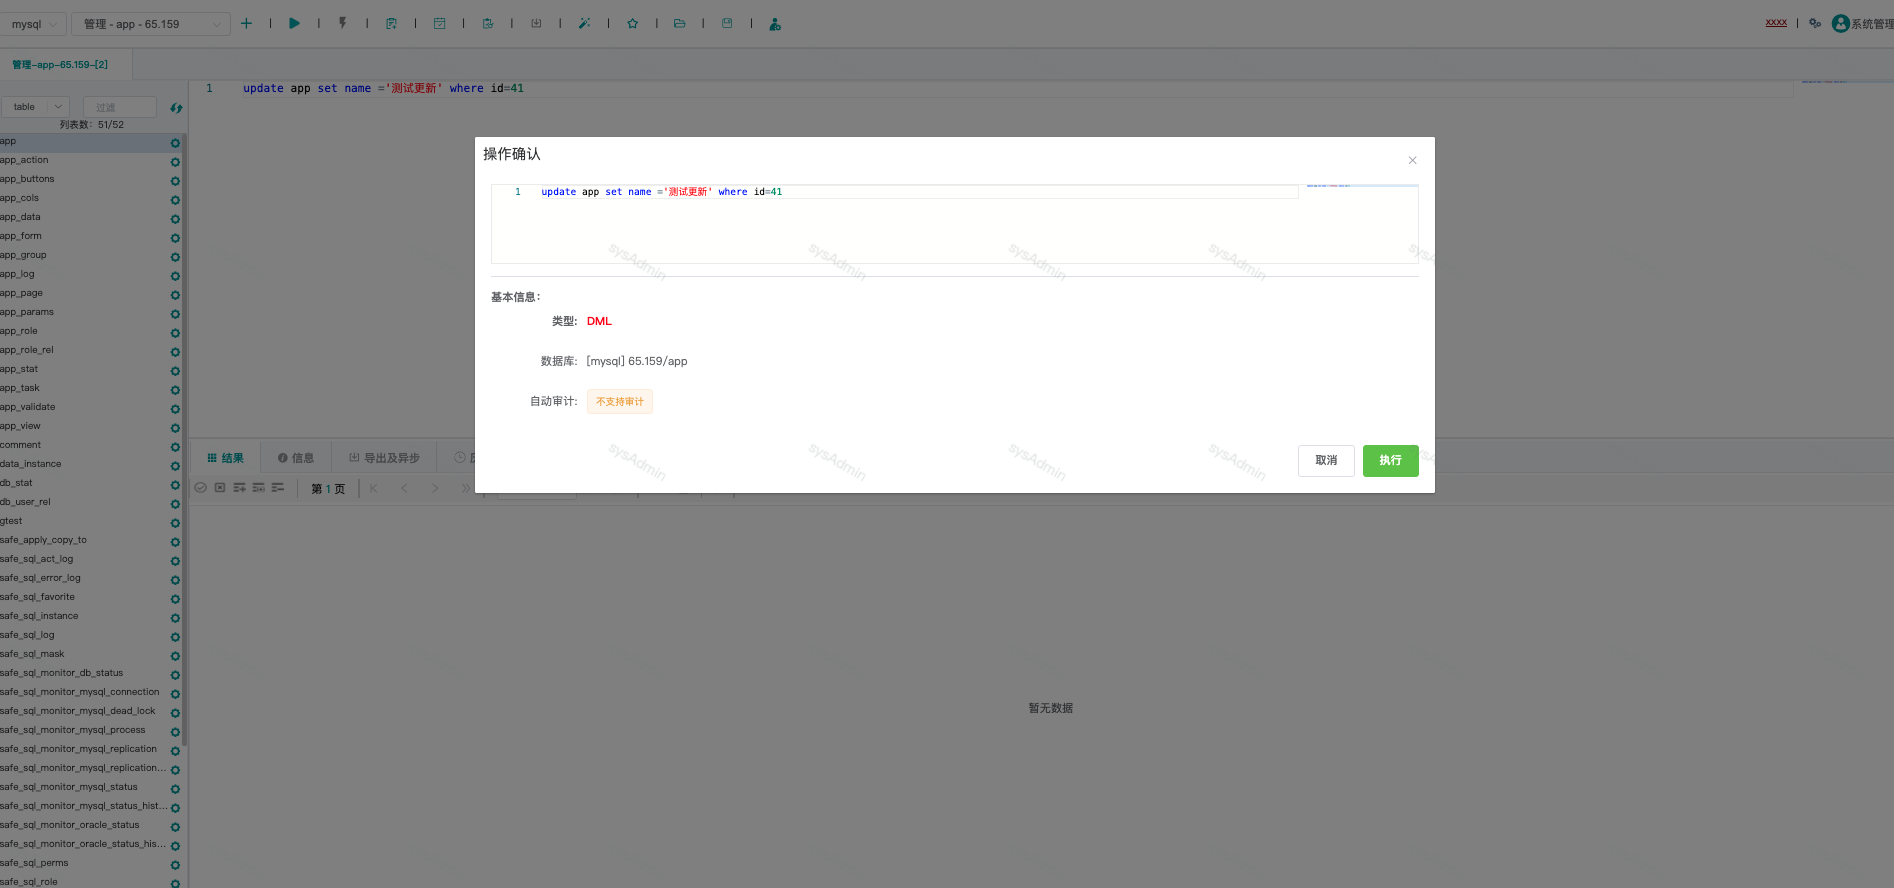 mysql 管理 - app - 65.159 xxxx 系统管理
管理-app-65.159-[2]
table 过滤
列表数：51/52
1 update app set name ='测试更新' where id=41
app
app_action
app_buttons
app_cols
app_data
app_form
app_group
app_log
app_page
app_params
app_role
app_role_rel
app_stat
app_task
app_validate
app_view
comment
data_instance
db_stat
db_user_rel
gtest
safe_apply_copy_to
safe_sql_act_log
safe_sql_error_log
safe_sql_favorite
safe_sql_instance
safe_sql_log
safe_sql_mask
safe_sql_monitor_db_status
safe_sql_monitor_mysql_connection
safe_sql_monitor_mysql_dead_lock
safe_sql_monitor_mysql_process
safe_sql_monitor_mysql_replication
safe_sql_monitor_mysql_replication...
safe_sql_monitor_mysql_status
safe_sql_monitor_mysql_status_hist...
safe_sql_monitor_oracle_status
safe_sql_monitor_oracle_status_his...
safe_sql_perms
safe_sql_role
操作确认
1 update app set name ='测试更新' where id=41
sysAdmin sysAdmin sysAdmin sysAdmin sysA
基本信息：
类型: DML
数据库: [mysql] 65.159/app
自动审计: 不支持审计
sysAdmin sysAdmin sysAdmin sysAdmin
取消 执行
结果 信息 导出及异步
第 1 页
暂无数据